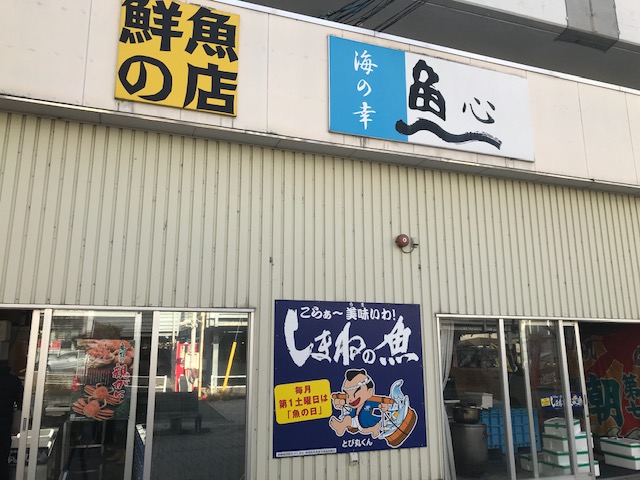 鮮魚
の店
海の幸
魚心
こらぁ～美味いわ!
しまねの魚
毎月
第1土曜日は
「魚の日」
とび丸くん